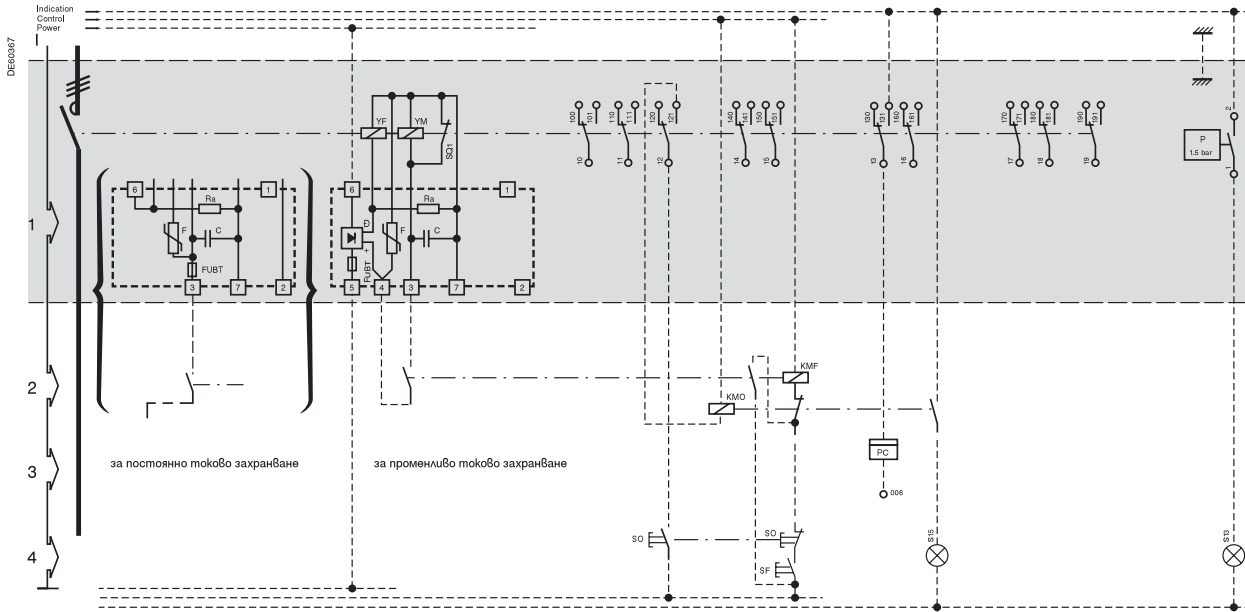 Indication
Control
Power
DE60367
YF
YM
SQ1
100
101
110
111
120
121
140
141
150
151
130
131
160
161
170
171
180
181
190
191
2
P
1.5 bar
1
10
11
12
14
15
13
16
17
18
19
6
1
Ra
F
C
FUBT
3
7
2
6
1
Ra
Đ
+
F
C
FUBT
5
4
3
7
2
1
2
3
4
KMF
KMO
PC
006
за постоянно токово захранване
за променливо токово захранване
SO
SO
SF
S15
S13